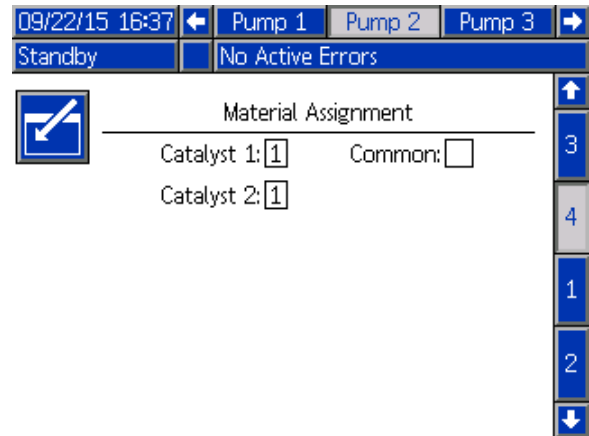 09/22/15 16:37 Pump 1 Pump 2 Pump 3
Standby No Active Errors
Material Assignment
Catalyst 1: 1 Common:
Catalyst 2: 1
3
4
1
2